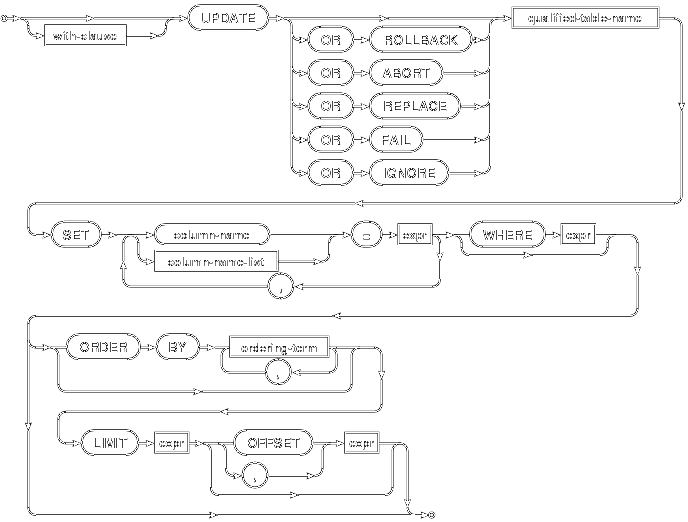 with-clause UPDATE qualified-table-name
OR ROLLBACK
OR ABORT
OR REPLACE
OR FAIL
OR IGNORE
SET column-name = expr WHERE expr
column-name-list
,
ORDER BY ordering-term
,
LIMIT expr OFFSET expr
,